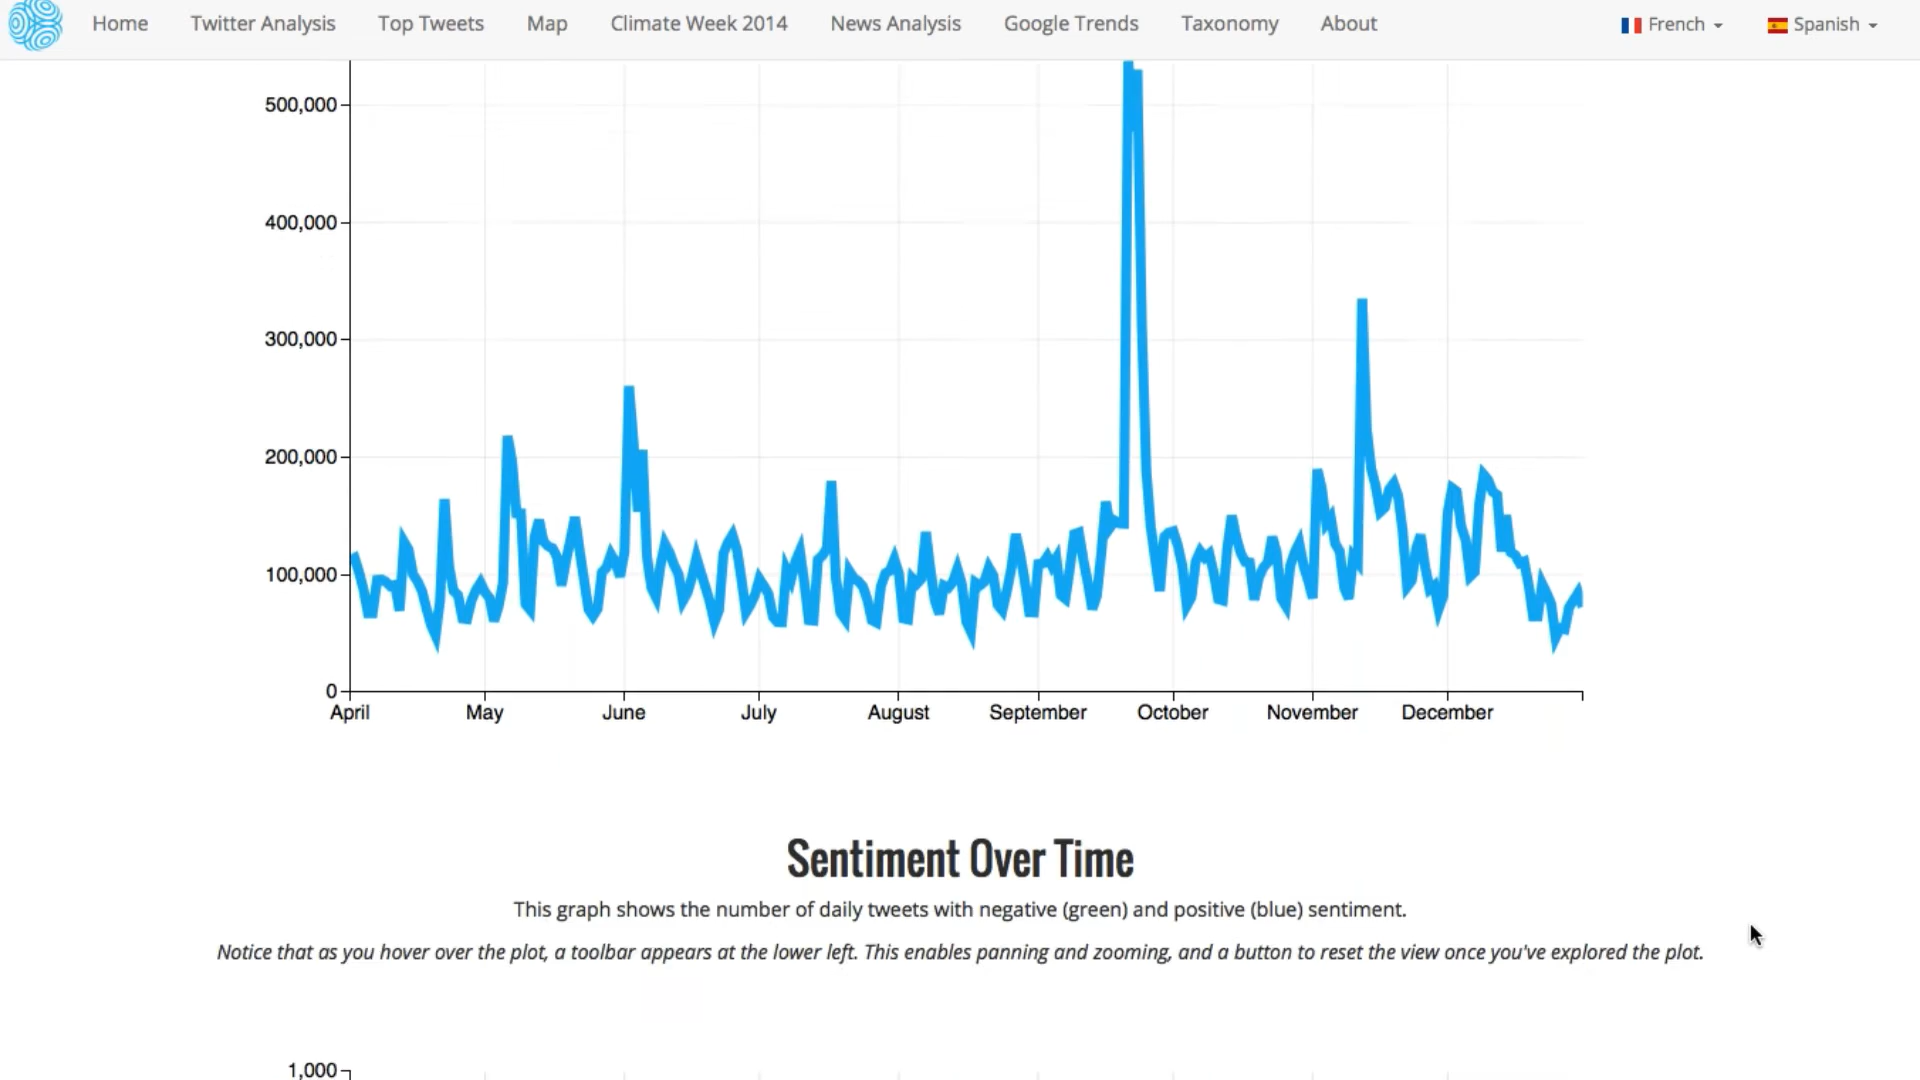 Home Twitter Analysis Top Tweets Map Climate Week 2014 News Analysis Google Trends Taxonomy About French Spanish
500,000
400,000
300,000
200,000
100,000
0
April May June July August September October November December
Sentiment Over Time
This graph shows the number of daily tweets with negative (green) and positive (blue) sentiment.
Notice that as you hover over the plot, a toolbar appears at the lower left. This enables panning and zooming, and a button to reset the view once you've explored the plot.
1,000